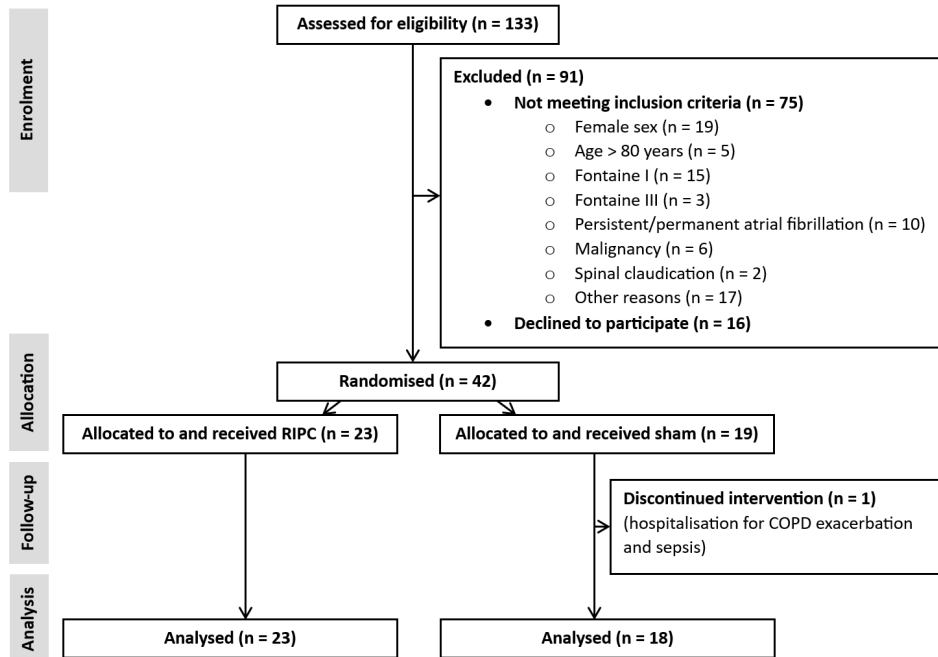 Enrolment
Assessed for eligibility (n = 133)
Excluded (n = 91)
• Not meeting inclusion criteria (n = 75)
o Female sex (n = 19)
o Age > 80 years (n = 5)
o Fontaine I (n = 15)
o Fontaine III (n = 3)
o Persistent/permanent atrial fibrillation (n = 10)
o Malignancy (n = 6)
o Spinal claudication (n = 2)
o Other reasons (n = 17)
• Declined to participate (n = 16)
Allocation
Randomised (n = 42)
Allocated to and received RIPC (n = 23)
Allocated to and received sham (n = 19)
Follow-up
Discontinued intervention (n = 1)
(hospitalisation for COPD exacerbation
and sepsis)
Analysis
Analysed (n = 23)
Analysed (n = 18)